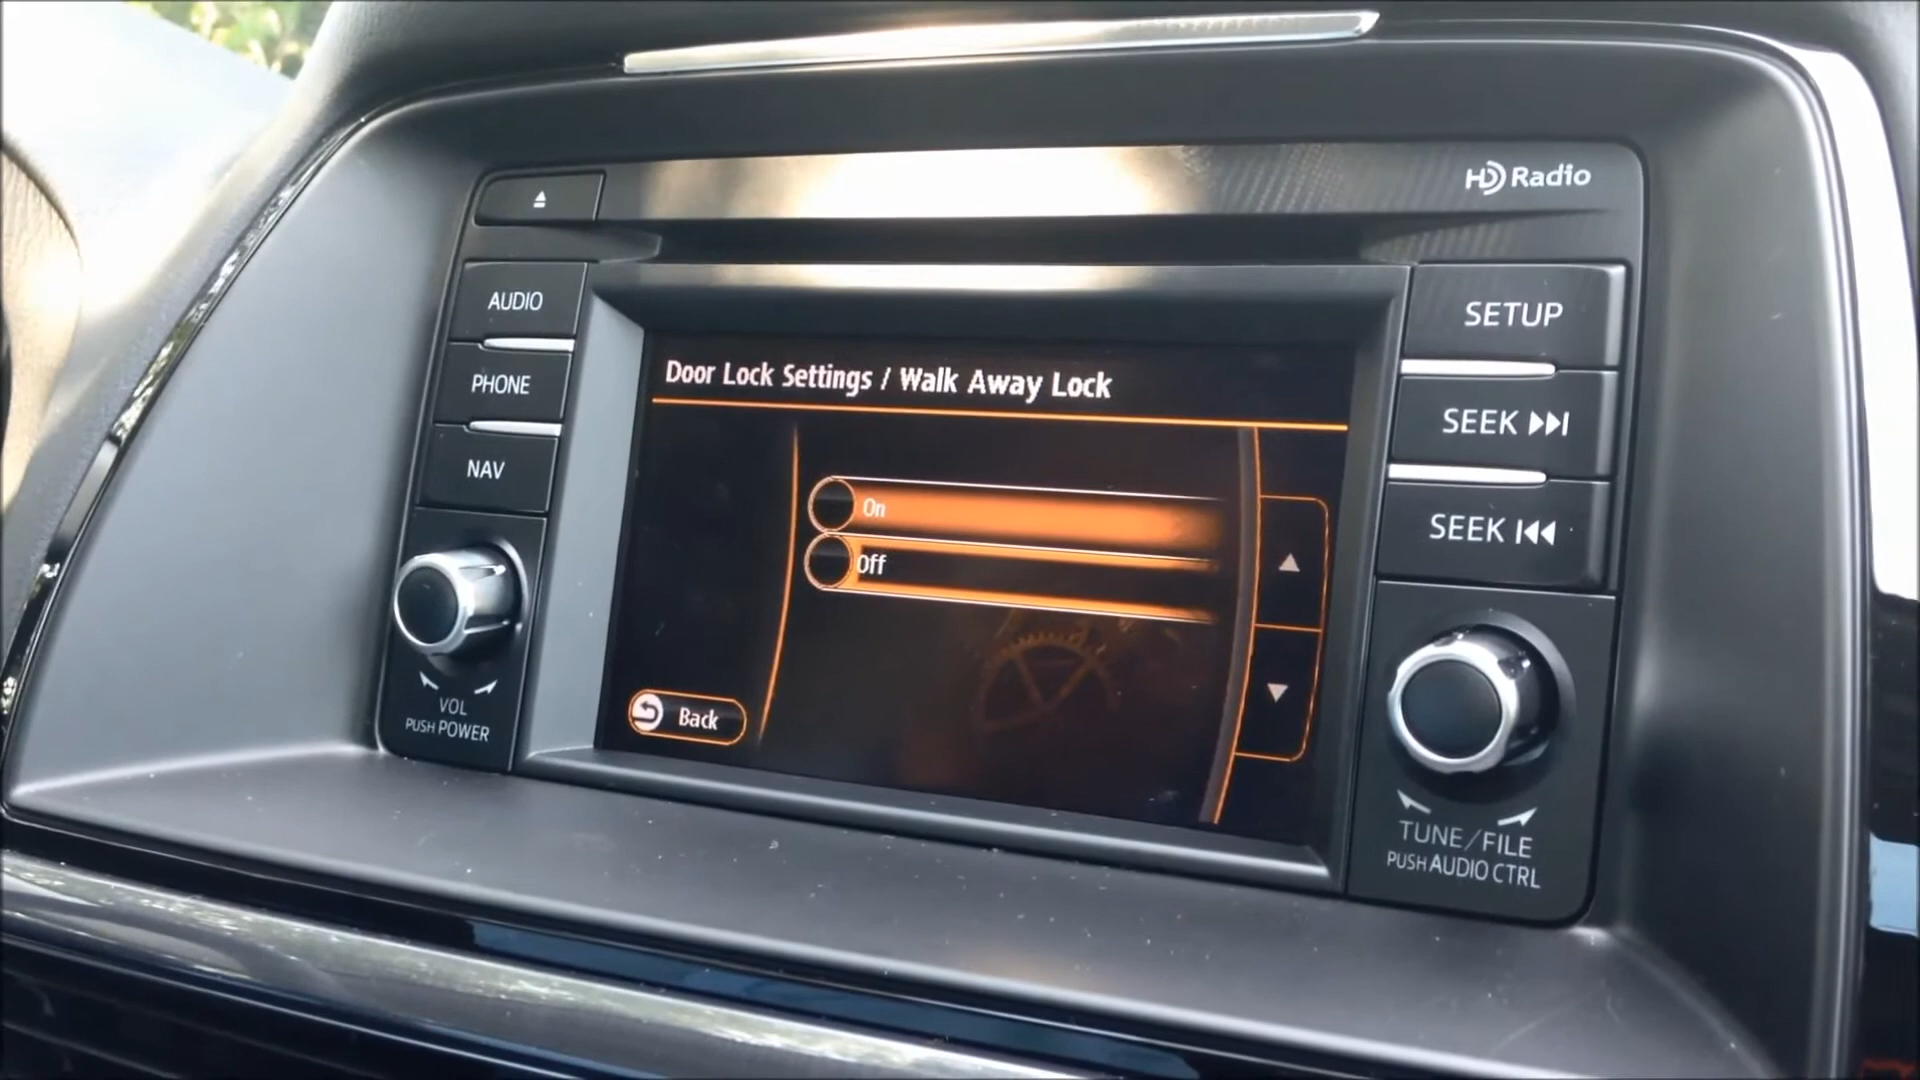 HD Radio
AUDIO
PHONE
NAV
VOL
PUSH POWER
Door Lock Settings / Walk Away Lock
On
Off
Back
SETUP
SEEK
SEEK
TUNE/FILE
PUSH AUDIO CTRL